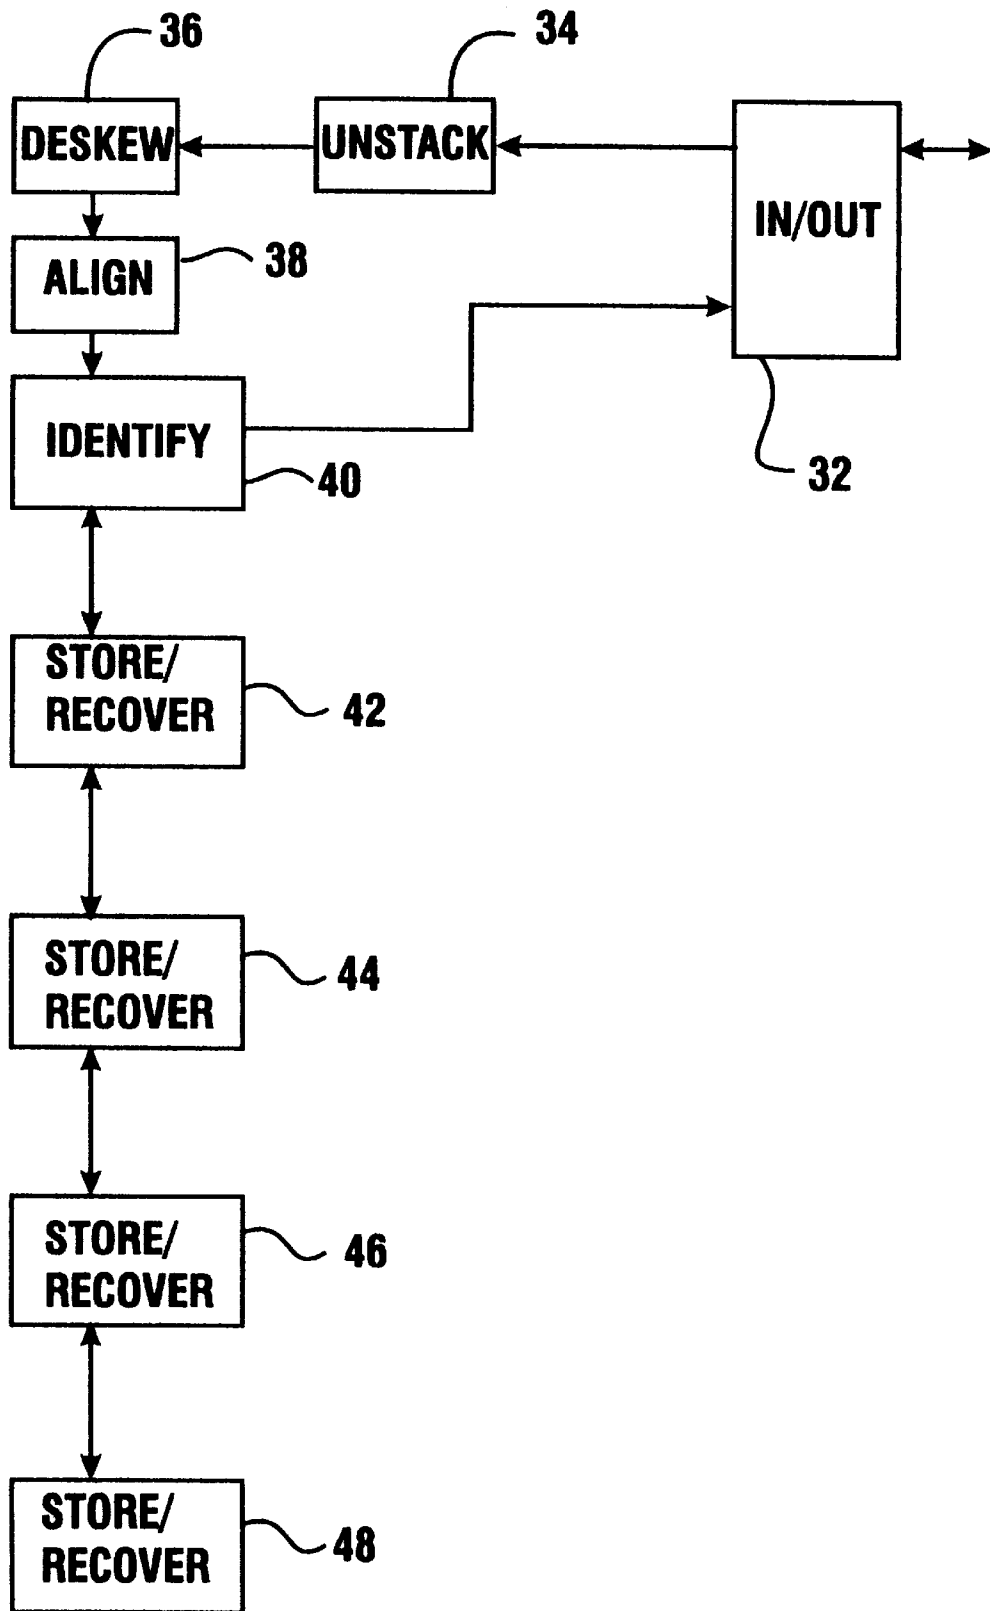 36
34
DESKEW
UNSTACK
IN/OUT
ALIGN
38
IDENTIFY
40
32
STORE/
RECOVER
42
STORE/
RECOVER
44
STORE/
RECOVER
46
STORE/
RECOVER
48